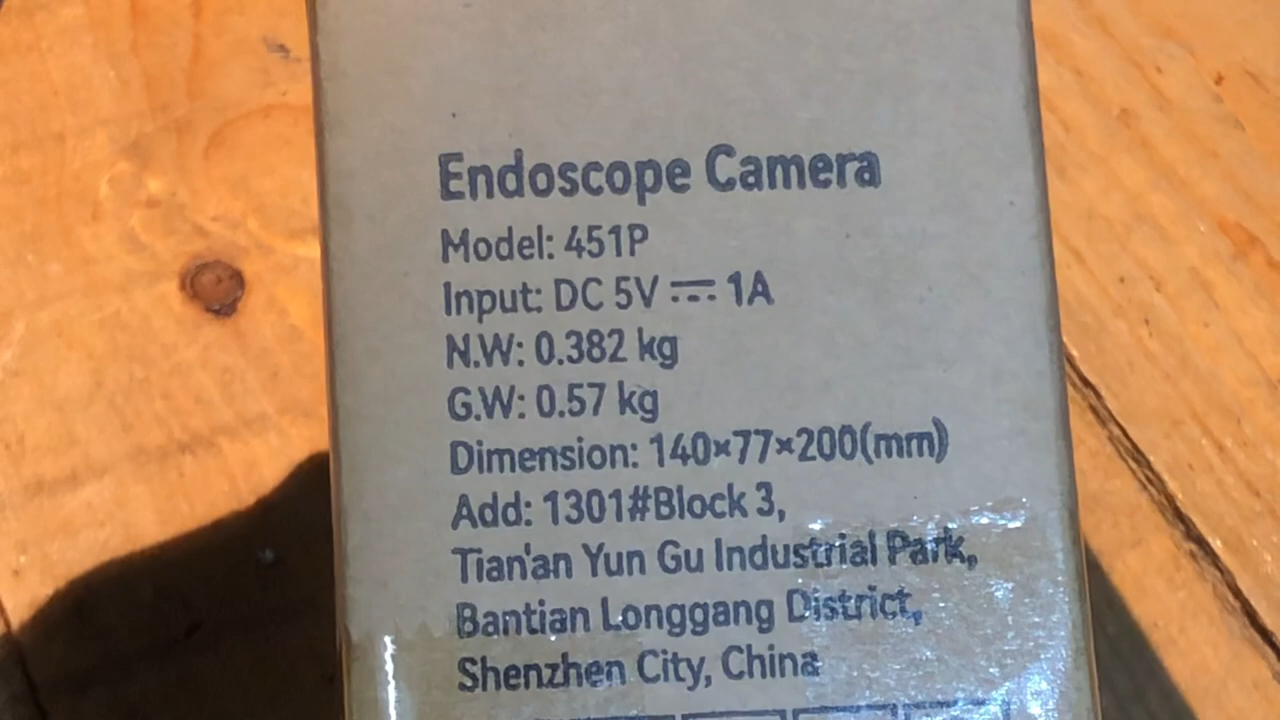 Endoscope Camera
Model: 451P
Input: DC 5V ⎓ 1A
N.W: 0.382 kg
G.W: 0.57 kg
Dimension: 140×77×200(mm)
Add: 1301#Block 3,
Tian'an Yun Gu Industrial Park,
Bantian Longgang District,
Shenzhen City, China